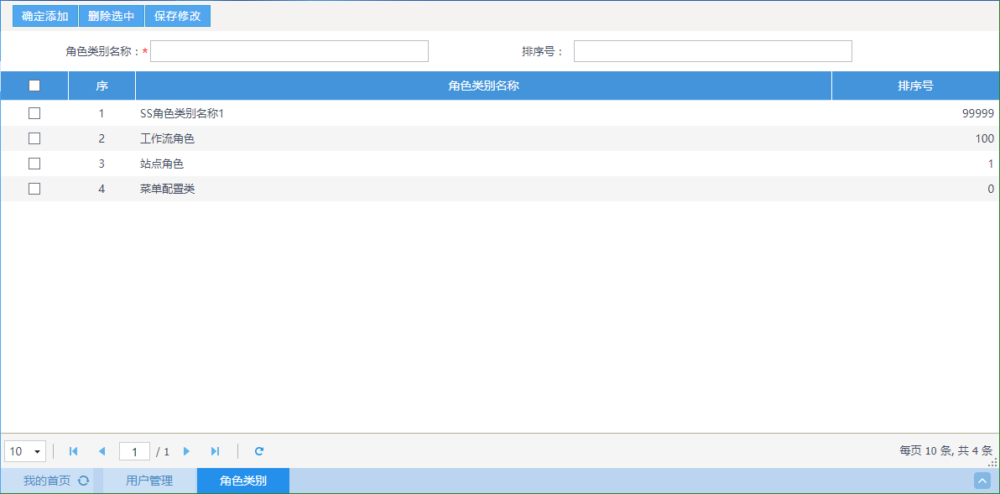 确定添加 删除选中 保存修改
角色类别名称：* 排序号：
序 角色类别名称 排序号
1 SS角色类别名称1 99999
2 工作流角色 100
3 站点角色 1
4 菜单配置类 0
10 1 / 1 每页 10 条, 共 4 条
我的首页 用户管理 角色类别